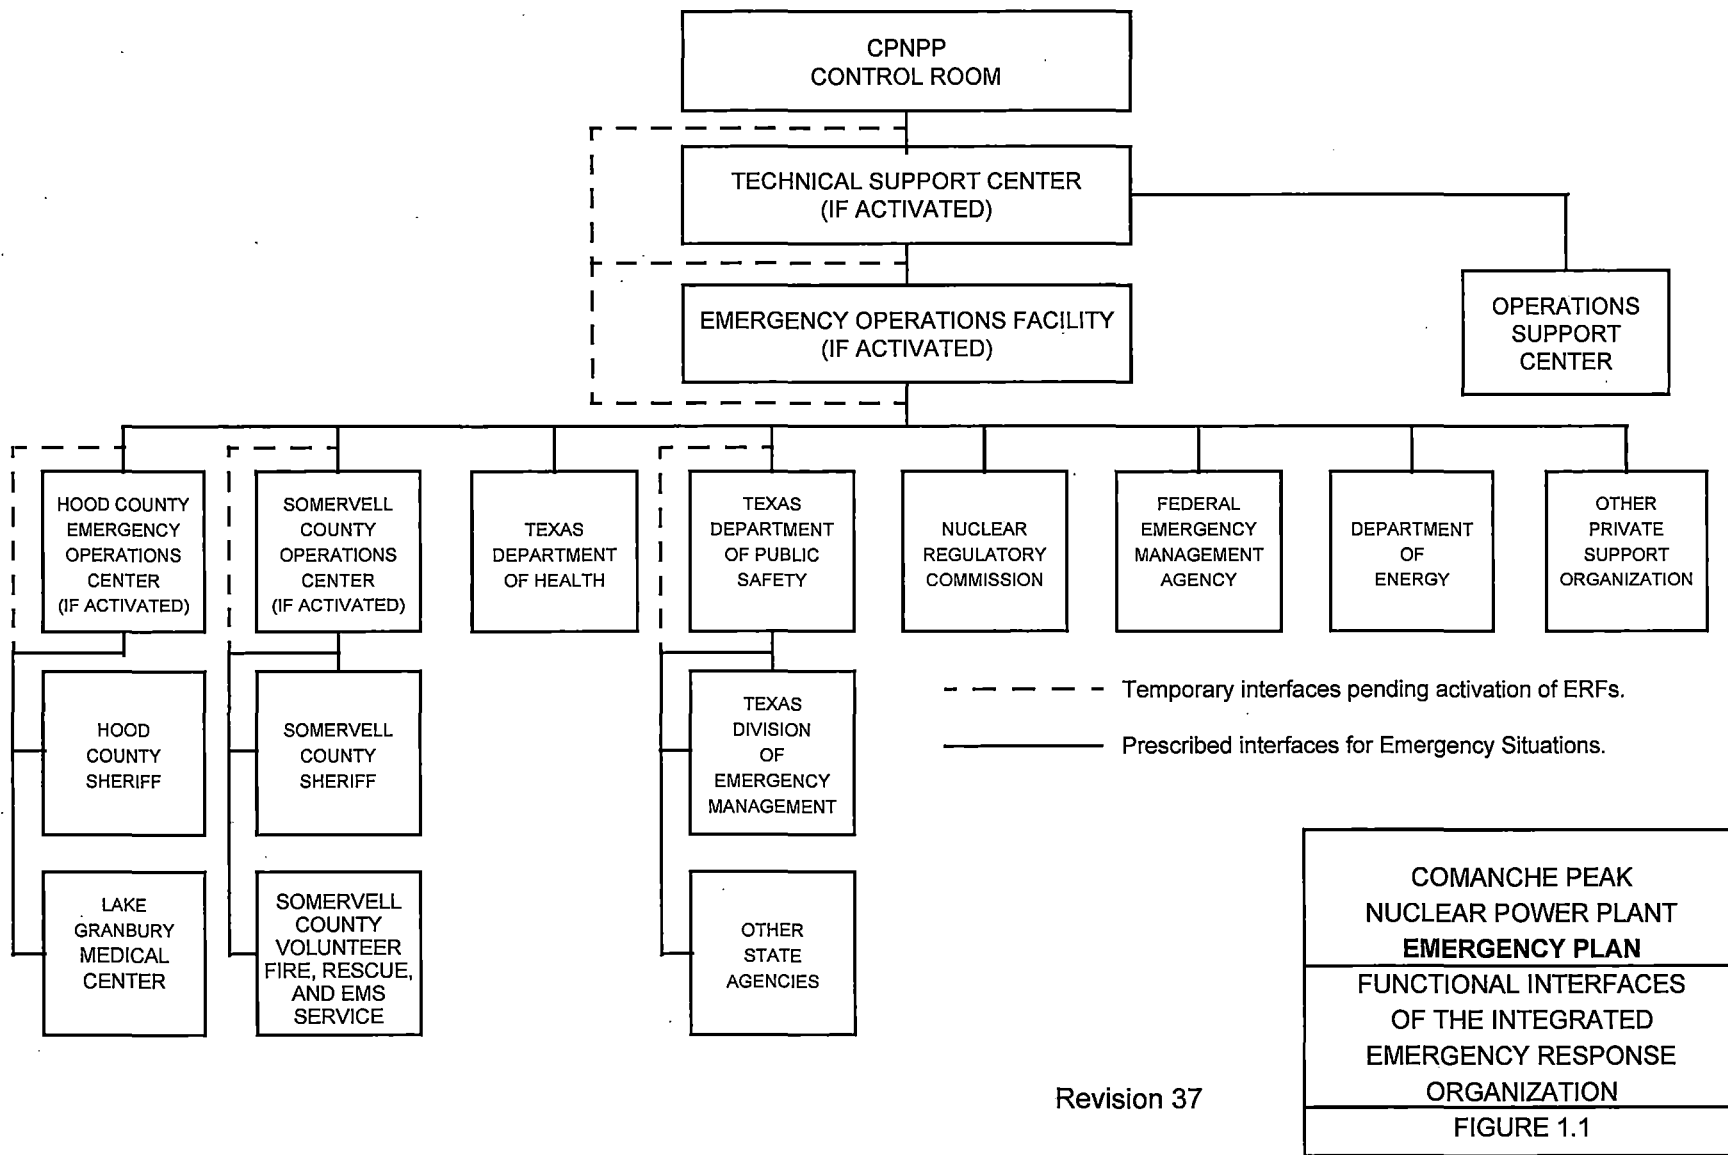 CPNPP
CONTROL ROOM
TECHNICAL SUPPORT CENTER
(IF ACTIVATED)
EMERGENCY OPERATIONS FACILITY
(IF ACTIVATED)
OPERATIONS
SUPPORT
CENTER
HOOD COUNTY
EMERGENCY
OPERATIONS
CENTER
(IF ACTIVATED)
SOMERVELL
COUNTY
OPERATIONS
CENTER
(IF ACTIVATED)
TEXAS
DEPARTMENT
OF HEALTH
TEXAS
DEPARTMENT
OF PUBLIC
SAFETY
NUCLEAR
REGULATORY
COMMISSION
FEDERAL
EMERGENCY
MANAGEMENT
AGENCY
DEPARTMENT
OF
ENERGY
OTHER
PRIVATE
SUPPORT
ORGANIZATION
HOOD
COUNTY
SHERIFF
SOMERVELL
COUNTY
SHERIFF
TEXAS
DIVISION
OF
EMERGENCY
MANAGEMENT
Temporary interfaces pending activation of ERFs.
Prescribed interfaces for Emergency Situations.
LAKE
GRANBURY
MEDICAL
CENTER
SOMERVELL
COUNTY
VOLUNTEER
FIRE, RESCUE,
AND EMS
SERVICE
OTHER
STATE
AGENCIES
COMANCHE PEAK
NUCLEAR POWER PLANT
EMERGENCY PLAN
FUNCTIONAL INTERFACES
OF THE INTEGRATED
EMERGENCY RESPONSE
ORGANIZATION
FIGURE 1.1
Revision 37